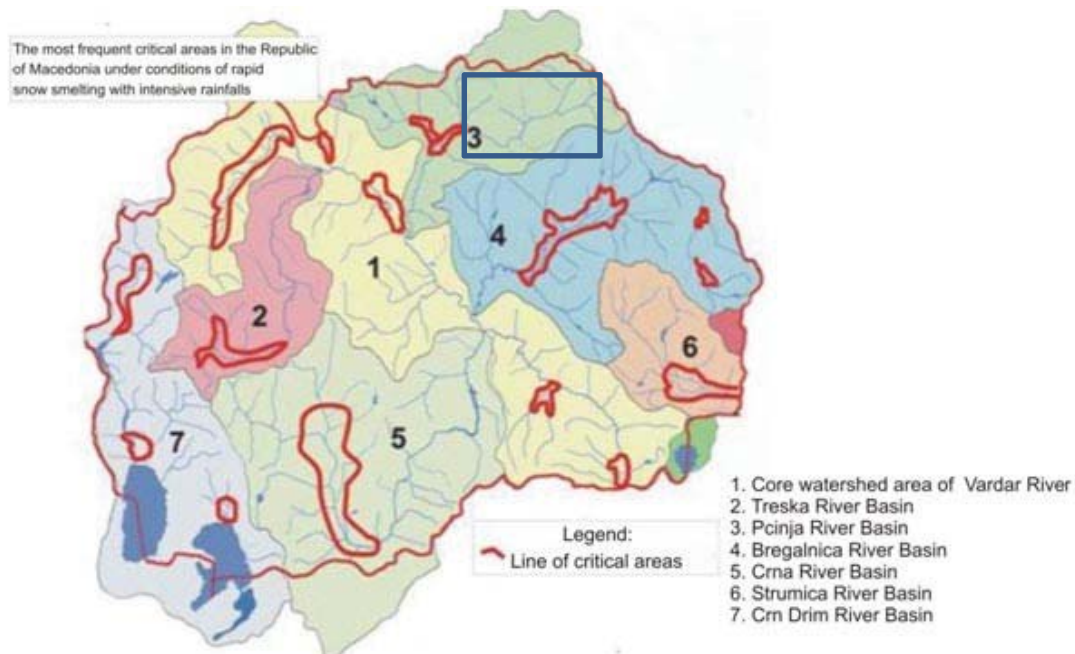 The most frequent critical areas in the Republic
of Macedonia under conditions of rapid
snow smelting with intensive rainfalls
3
4
1
2
6
5
7
Legend:
Line of critical areas
1. Core watershed area of Vardar River
2. Treska River Basin
3. Pcinja River Basin
4. Bregalnica River Basin
5. Crna River Basin
6. Strumica River Basin
7. Crn Drim River Basin